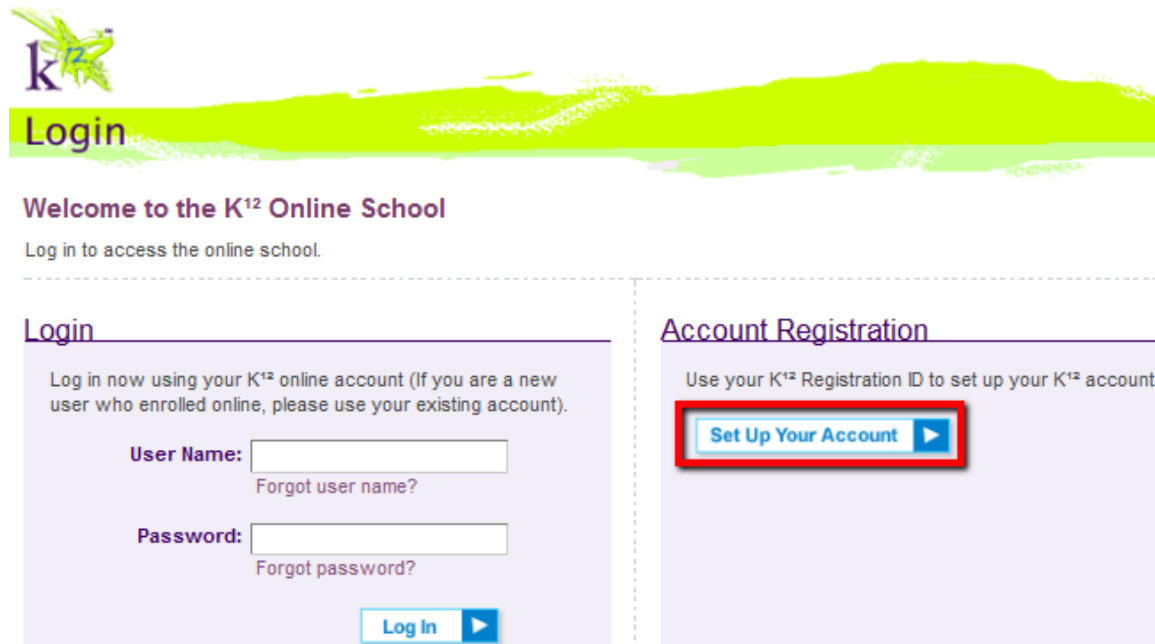 k12™
Login
Welcome to the K¹² Online School
Log in to access the online school.
Login
Log in now using your K¹² online account (If you are a new
user who enrolled online, please use your existing account).
User Name:
Forgot user name?
Password:
Forgot password?
Log In
Account Registration
Use your K¹² Registration ID to set up your K¹² account
Set Up Your Account